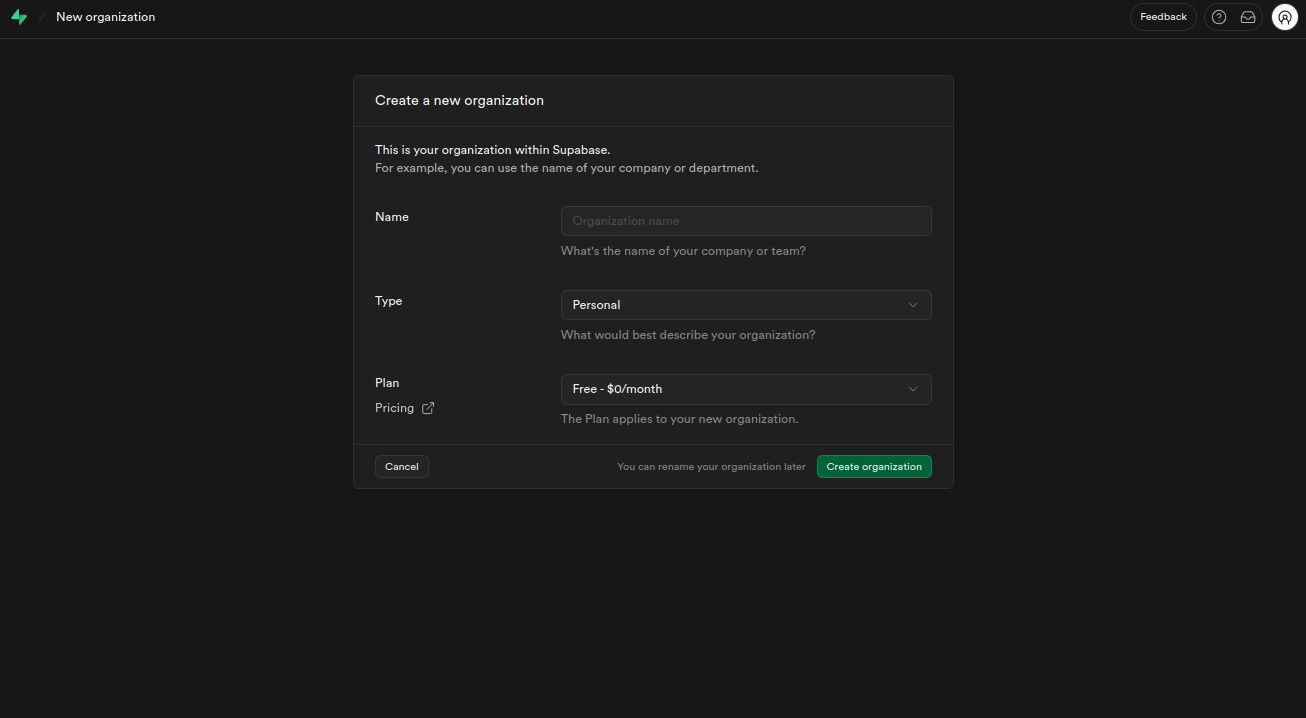 New organization
Feedback
Create a new organization
This is your organization within Supabase.
For example, you can use the name of your company or department.
Name
Organization name
What's the name of your company or team?
Type
Personal
What would best describe your organization?
Plan
Free - $0/month
Pricing
The Plan applies to your new organization.
Cancel
You can rename your organization later
Create organization